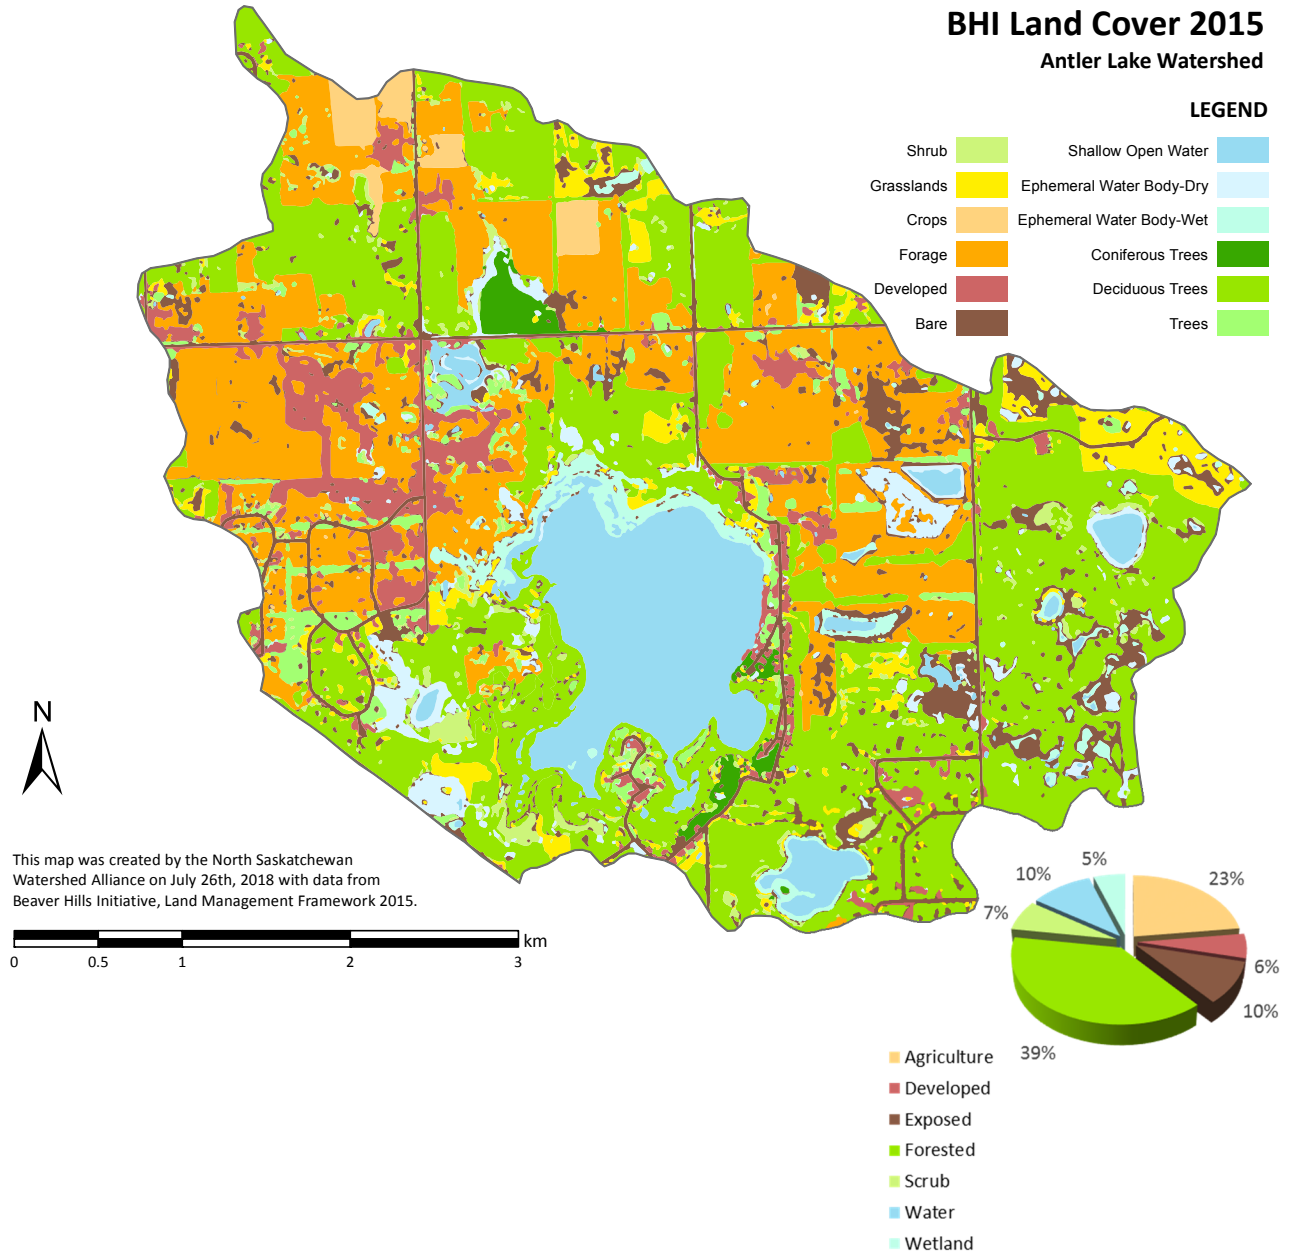 BHI Land Cover 2015
Antler Lake Watershed
LEGEND
Shrub
Shallow Open Water
Grasslands
Ephemeral Water Body-Dry
Crops
Ephemeral Water Body-Wet
Forage
Coniferous Trees
Developed
Deciduous Trees
Bare
Trees
N
This map was created by the North Saskatchewan
Watershed Alliance on July 26th, 2018 with data from
Beaver Hills Initiative, Land Management Framework 2015.
km
0 0.5 1 2 3
5%
10%
23%
7%
6%
10%
39%
Agriculture
Developed
Exposed
Forested
Scrub
Water
Wetland